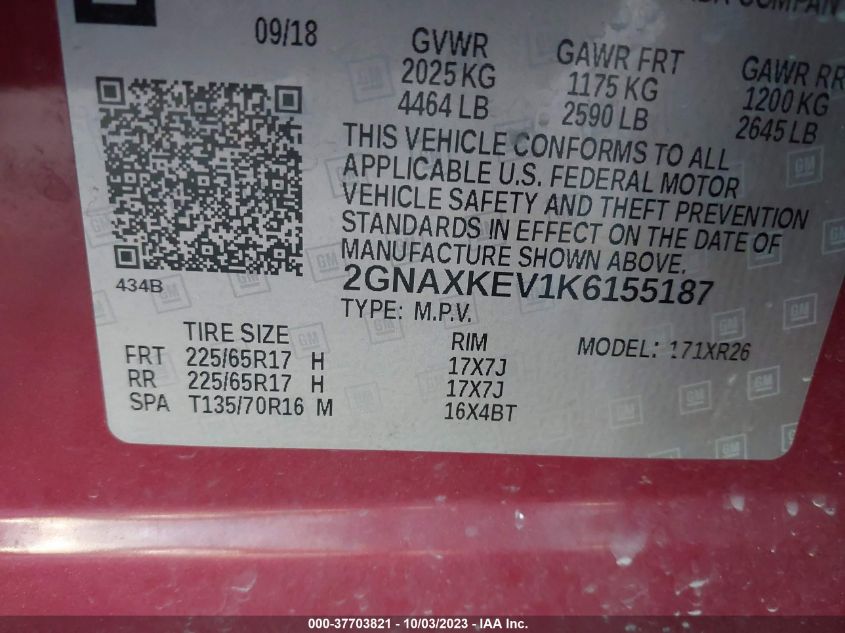 COMPAN
09/18
GVWR GAWR FRT GAWR RR
2025 KG 1175 KG 1200 KG
4464 LB 2590 LB 2645 LB
THIS VEHICLE CONFORMS TO ALL
APPLICABLE U.S. FEDERAL MOTOR
VEHICLE SAFETY AND THEFT PREVENTION
STANDARDS IN EFFECT ON THE DATE OF
MANUFACTURE SHOWN ABOVE.
434B
2GNAXKEV1K6155187
TYPE: M.P.V.
TIRE SIZE RIM MODEL: 171XR26
FRT 225/65R17 H 17X7J
RR 225/65R17 H 17X7J
SPA T135/70R16 M 16X4BT
GM
000-37703821 - 10/03/2023 - IAA Inc.